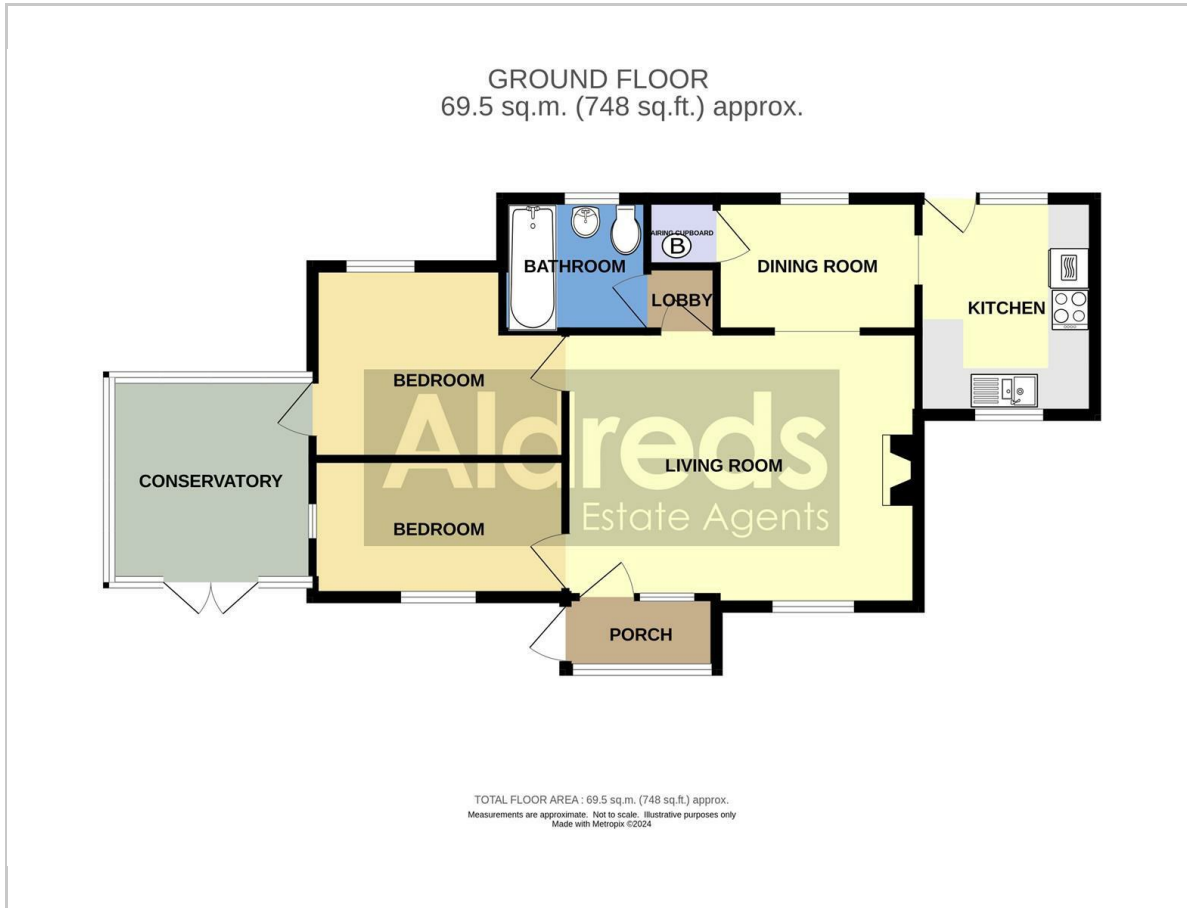 GROUND FLOOR
69.5 sq.m. (748 sq.ft.) approx.
AIRING CUPBOARD
B
BATHROOM
DINING ROOM
LOBBY
KITCHEN
BEDROOM
Aldreds
LIVING ROOM
CONSERVATORY
Estate Agents
BEDROOM
PORCH
TOTAL FLOOR AREA : 69.5 sq.m. (748 sq.ft.) approx.
Measurements are approximate. Not to scale. Illustrative purposes only
Made with Metropix ©2024